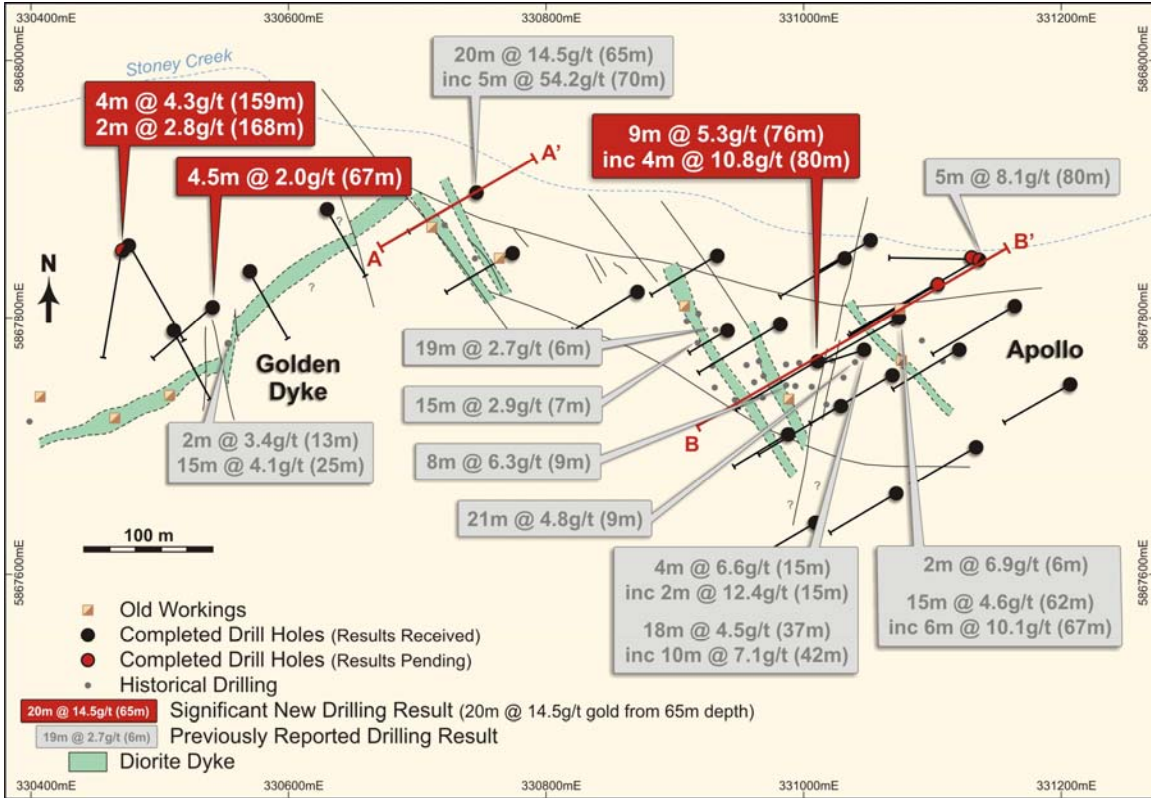 330400mE
330600mE
330800mE
331000mE
331200mE
5868000mE
5868000mE
Stoney Creek
20m @ 14.5g/t (65m)
inc 5m @ 54.2g/t (70m)
4m @ 4.3g/t (159m)
2m @ 2.8g/t (168m)
9m @ 5.3g/t (76m)
inc 4m @ 10.8g/t (80m)
4.5m @ 2.0g/t (67m)
A'
5m @ 8.1g/t (80m)
?
A
B'
N
?
5867800mE
5867800mE
19m @ 2.7g/t (6m)
Golden
Dyke
Apollo
15m @ 2.9g/t (7m)
B
2m @ 3.4g/t (13m)
15m @ 4.1g/t (25m)
8m @ 6.3g/t (9m)
?
?
21m @ 4.8g/t (9m)
100 m
4m @ 6.6g/t (15m)
inc 2m @ 12.4g/t (15m)
18m @ 4.5g/t (37m)
inc 10m @ 7.1g/t (42m)
2m @ 6.9g/t (6m)
15m @ 4.6g/t (62m)
inc 6m @ 10.1g/t (67m)
5867600mE
5867600mE
Old Workings
Completed Drill Holes (Results Received)
Completed Drill Holes (Results Pending)
Historical Drilling
20m @ 14.5g/t (65m) Significant New Drilling Result (20m @ 14.5g/t gold from 65m depth)
19m @ 2.7g/t (6m) Previously Reported Drilling Result
Diorite Dyke
330400mE
330600mE
330800mE
331000mE
331200mE